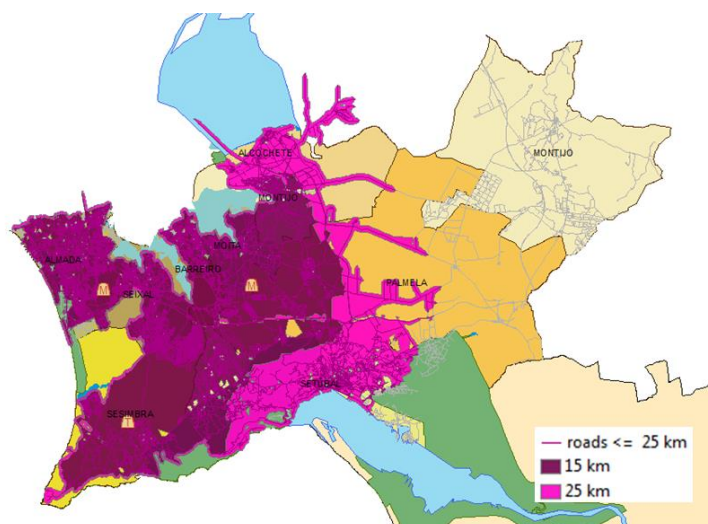 ALCOCHETE
MONTIJO
MONTIJO
ALMADA
MOITA
BARREIRO
SEIXAL
PALMELA
M
M
SETUBAL
SESIMBRA
T
roads <= 25 km
15 km
25 km